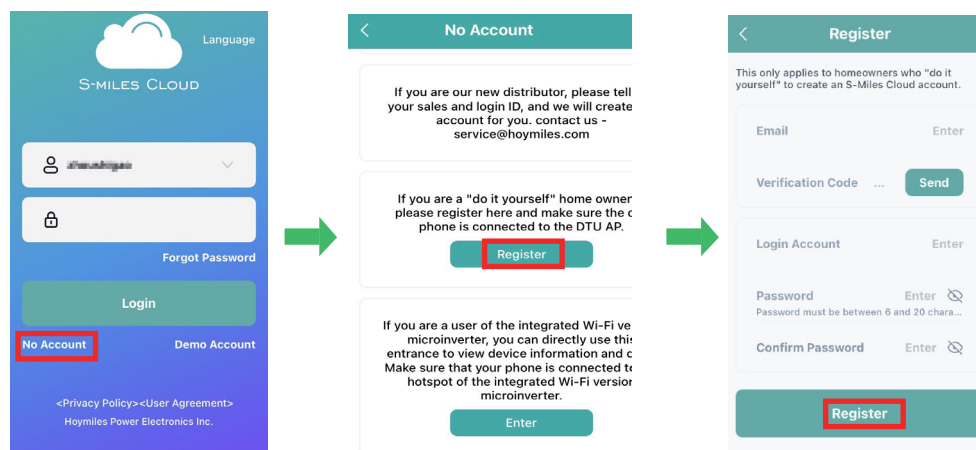 Language
S-MILES CLOUD
Forgot Password
Login
No Account
Demo Account
<Privacy Policy><User Agreement>
Hoymiles Power Electronics Inc.
No Account
If you are our new distributor, please tell
your sales and login ID, and we will create
account for you. contact us -
service@hoymiles.com
If you are a "do it yourself" home owner
please register here and make sure the
phone is connected to the DTU AP.
Register
If you are a user of the integrated Wi-Fi ve
microinverter, you can directly use this
entrance to view device information and
Make sure that your phone is connected
hotspot of the integrated Wi-Fi version
microinverter.
Enter
Register
This only applies to homeowners who "do it
yourself" to create an S-Miles Cloud account.
Email
Enter
Verification Code ...
Send
Login Account
Enter
Password
Enter
Password must be between 6 and 20 chara...
Confirm Password
Enter
Register